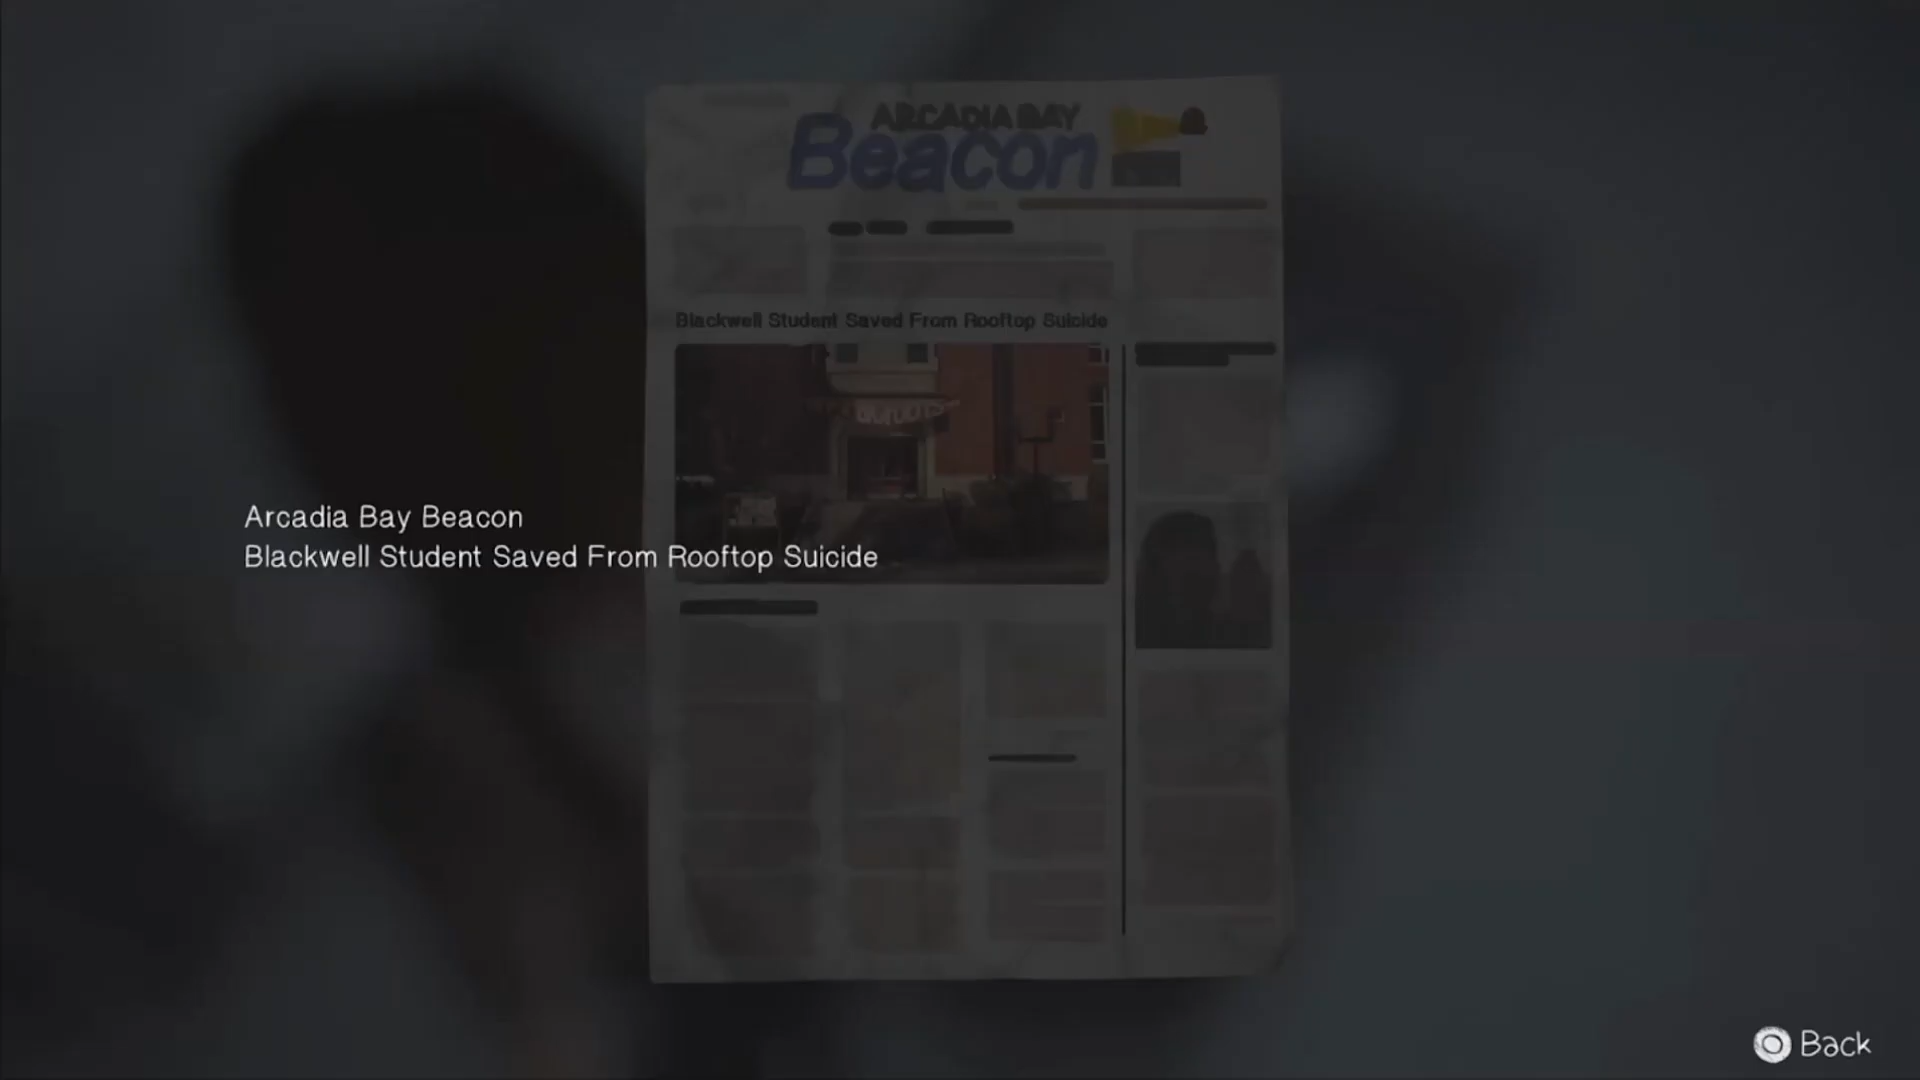 ARCADIA BAY
Beacon
Blackwell Student Saved From Rooftop Suicide
Arcadia Bay Beacon
Blackwell Student Saved From Rooftop Suicide
Back